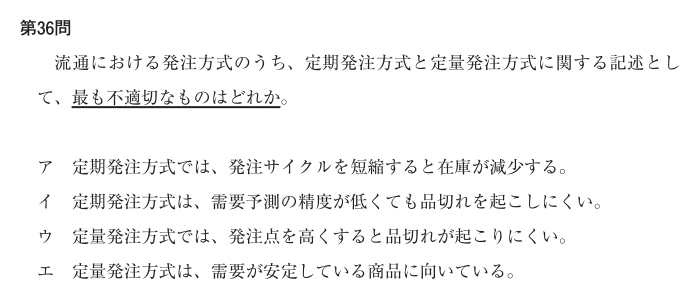 第36問
流通における発注方式のうち、定期発注方式と定量発注方式に関する記述とし
て、最も不適切なものはどれか。
ア 定期発注方式では、発注サイクルを短縮すると在庫が減少する。
イ 定期発注方式は、需要予測の精度が低くても品切れを起こしにくい。
ウ 定量発注方式では、発注点を高くすると品切れが起こりにくい。
エ 定量発注方式は、需要が安定している商品に向いている。